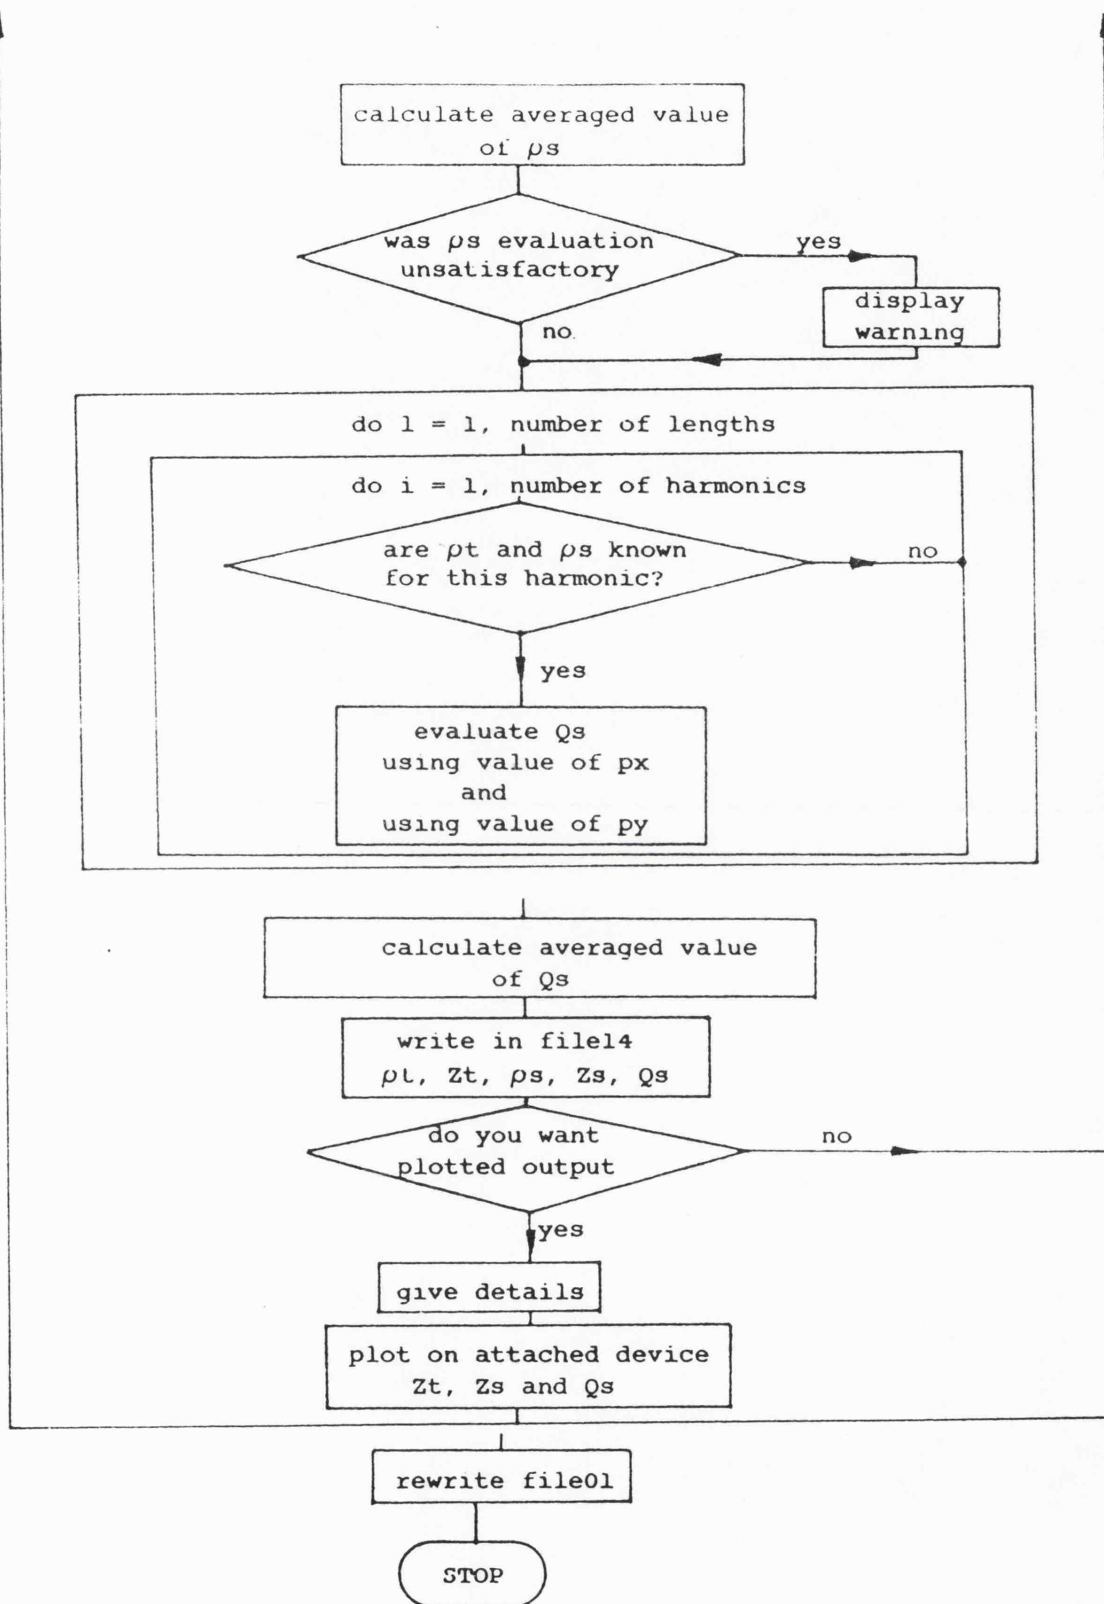 calculate averaged value
of ρs
was ρs evaluation
unsatisfactory
yes
display
warning
no
do l = 1, number of lengths
do i = 1, number of harmonics
are ρt and ρs known
for this harmonic?
no
yes
evaluate Qs
using value of px
and
using value of py
calculate averaged value
of Qs
write in file14
ρt, Zt, ρs, Zs, Qs
do you want
plotted output
no
yes
give details
plot on attached device
Zt, Zs and Qs
rewrite file01
STOP